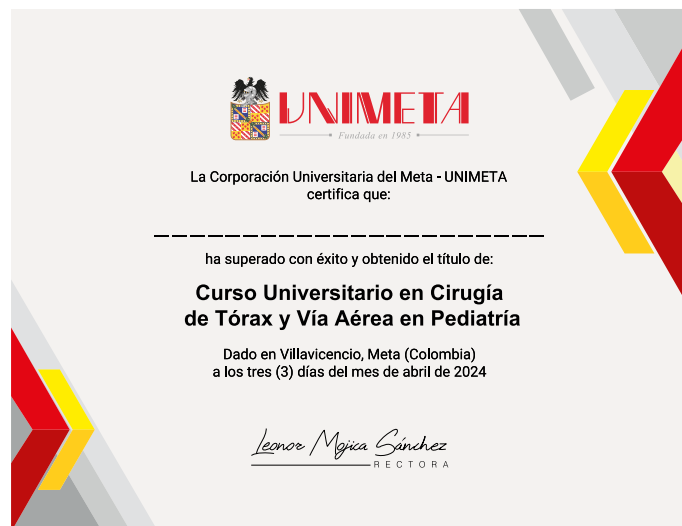 UNIMETA
Fundada en 1985
La Corporación Universitaria del Meta - UNIMETA
certifica que:
ha superado con éxito y obtenido el título de:
Curso Universitario en Cirugía
de Tórax y Vía Aérea en Pediatría
Dado en Villavicencio, Meta (Colombia)
a los tres (3) días del mes de abril de 2024
Leonor Mojica Sánchez
RECTORA